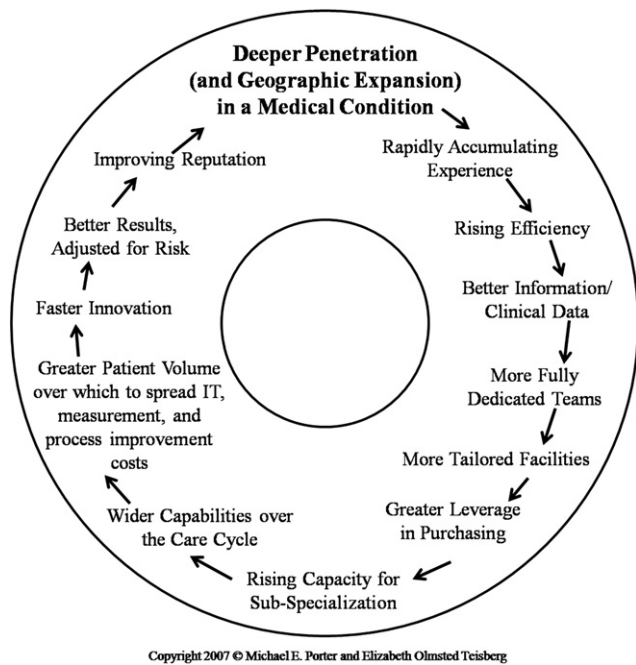 Deeper Penetration
(and Geographic Expansion)
in a Medical Condition
Rapidly Accumulating
Experience
Rising Efficiency
Better Information/
Clinical Data
More Fully
Dedicated Teams
More Tailored Facilities
Greater Leverage
in Purchasing
Rising Capacity for
Sub-Specialization
Wider Capabilities over
the Care Cycle
Greater Patient Volume
over which to spread IT,
measurement, and
process improvement
costs
Faster Innovation
Better Results,
Adjusted for Risk
Improving Reputation
Copyright 2007 © Michael E. Porter and Elizabeth Olmsted Teisberg